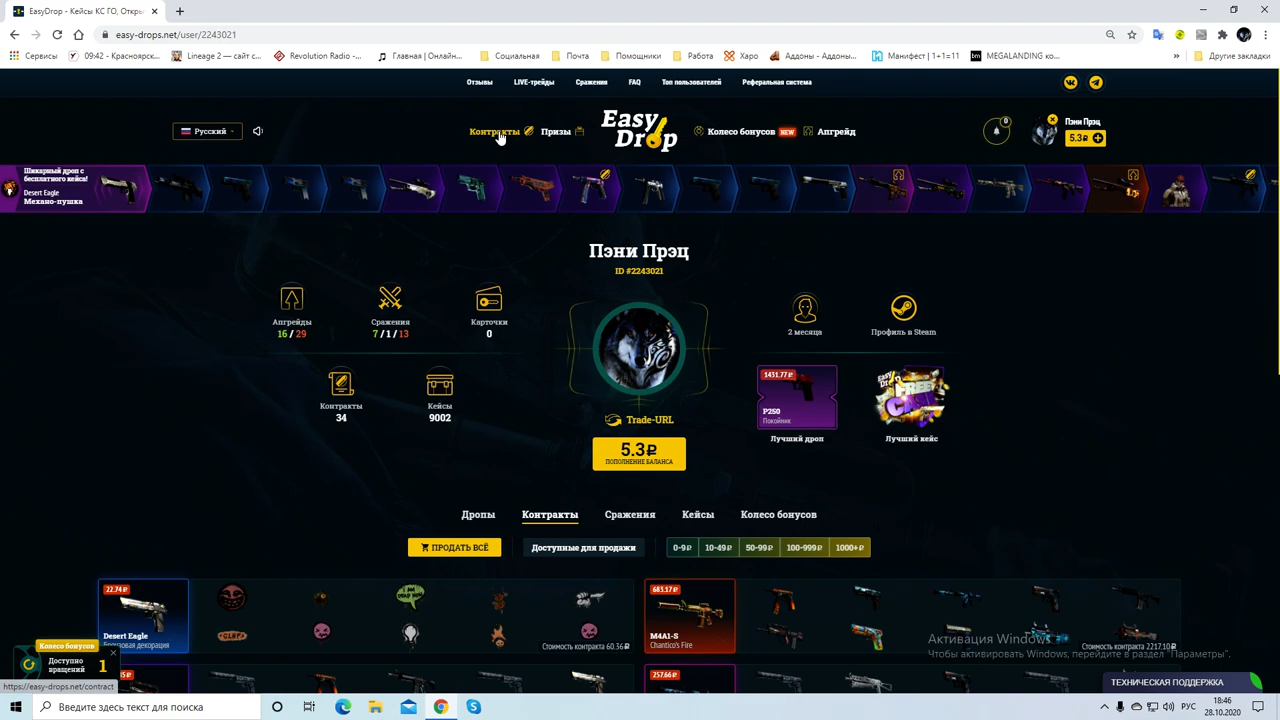 EasyDrop - Кейсы КС ГО, Откры
easy-drops.net/user/2243021
Сервисы
09:42 - Красноярск...
Lineage 2 — сайт с...
Revolution Radio -...
Главная | Онлайн...
Социальная
Почта
Помощники
Работа
Харо
Аддоны - Аддоны...
Манифест | 1+1=11
MEGALANDING ко...
»
Другие закладки
Отзывы
LIVE-трейды
Сражения
FAQ
Топ пользователей
Реферальная система
Русский
Контракты
Призы
Easy
Drop
Колесо бонусов NEW
Апгрейд
0
Пэни Прэц
5.3₽
Шикарный дроп с
бесплатного кейса!
Desert Eagle
Механо-пушка
Пэни Прэц
ID #2243021
Апгрейды
16 / 29
Сражения
7 / 1 / 13
Карточки
0
Контракты
34
Кейсы
9002
Trade-URL
5.3₽
ПОПОЛНЕНИЕ БАЛАНСА
2 месяца
Профиль в Steam
1431.77₽
P250
Покойник
Лучший дроп
Easy Drop
FREE
CASE
Лучший кейс
Дропы
Контракты
Сражения
Кейсы
Колесо бонусов
ПРОДАТЬ ВСЁ
Доступные для продажи
0-9₽
10-49₽
50-99₽
100-999₽
1000+₽
22.74₽
Desert Eagle
Бронзовая декорация
Стоимость контракта 60.36₽
683.17₽
M4A1-S
Chantico's Fire
Стоимость контракта 2217.10₽
257.66₽
Колесо бонусов
Доступно
вращений
1
Активация Windows
Чтобы активировать Windows, перейдите в раздел "Параметры".
https://easy-drops.net/contract
ТЕХНИЧЕСКАЯ ПОДДЕРЖКА
Введите здесь текст для поиска
РУС
18:46
28.10.2020